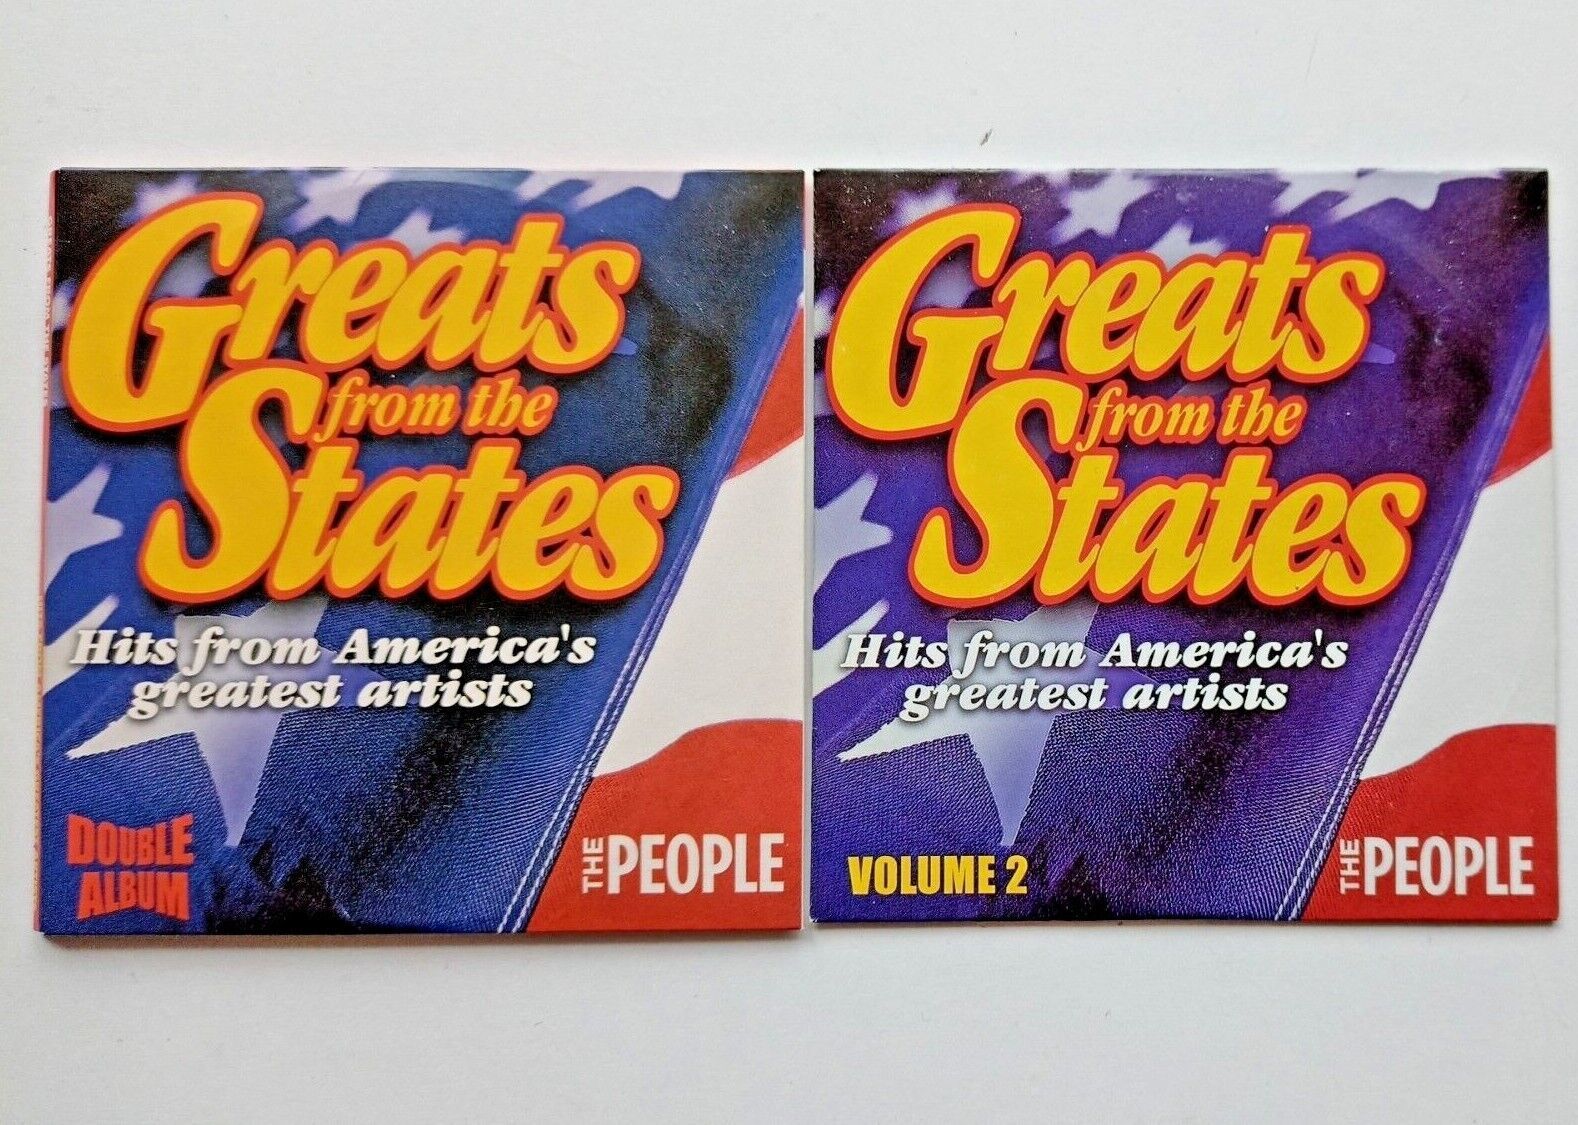 Greats
from the
States
Hits from America's
greatest artists
DOUBLE
ALBUM
THE PEOPLE
Greats
from the
States
Hits from America's
greatest artists
VOLUME 2
THE PEOPLE